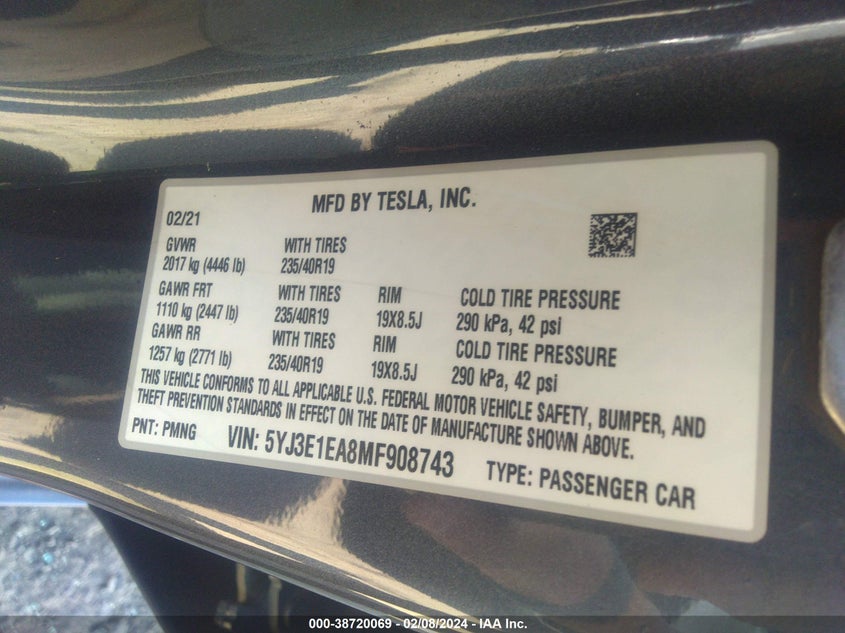 MFD BY TESLA, INC.
02/21
GVWR WITH TIRES
2017 kg (4446 lb) 235/40R19
GAWR FRT WITH TIRES RIM COLD TIRE PRESSURE
1110 kg (2447 lb) 235/40R19 19X8.5J 290 kPa, 42 psi
GAWR RR WITH TIRES RIM COLD TIRE PRESSURE
1257 kg (2771 lb) 235/40R19 19X8.5J 290 kPa, 42 psi
THIS VEHICLE CONFORMS TO ALL APPLICABLE U.S. FEDERAL MOTOR VEHICLE SAFETY, BUMPER, AND
THEFT PREVENTION STANDARDS IN EFFECT ON THE DATE OF MANUFACTURE SHOWN ABOVE.
PNT: PMNG VIN: 5YJ3E1EA8MF908743 TYPE: PASSENGER CAR
000-38720069 - 02/08/2024 - IAA Inc.